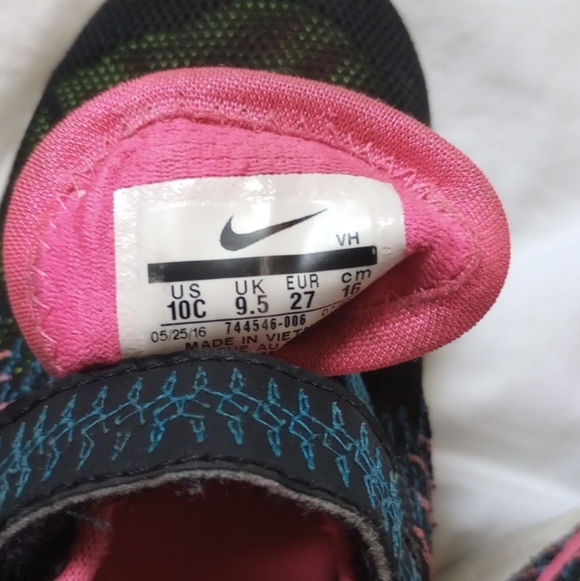 VH
US UK EUR cm
10C 9.5 27 16
05/25/16 744546-006
MADE IN VIET